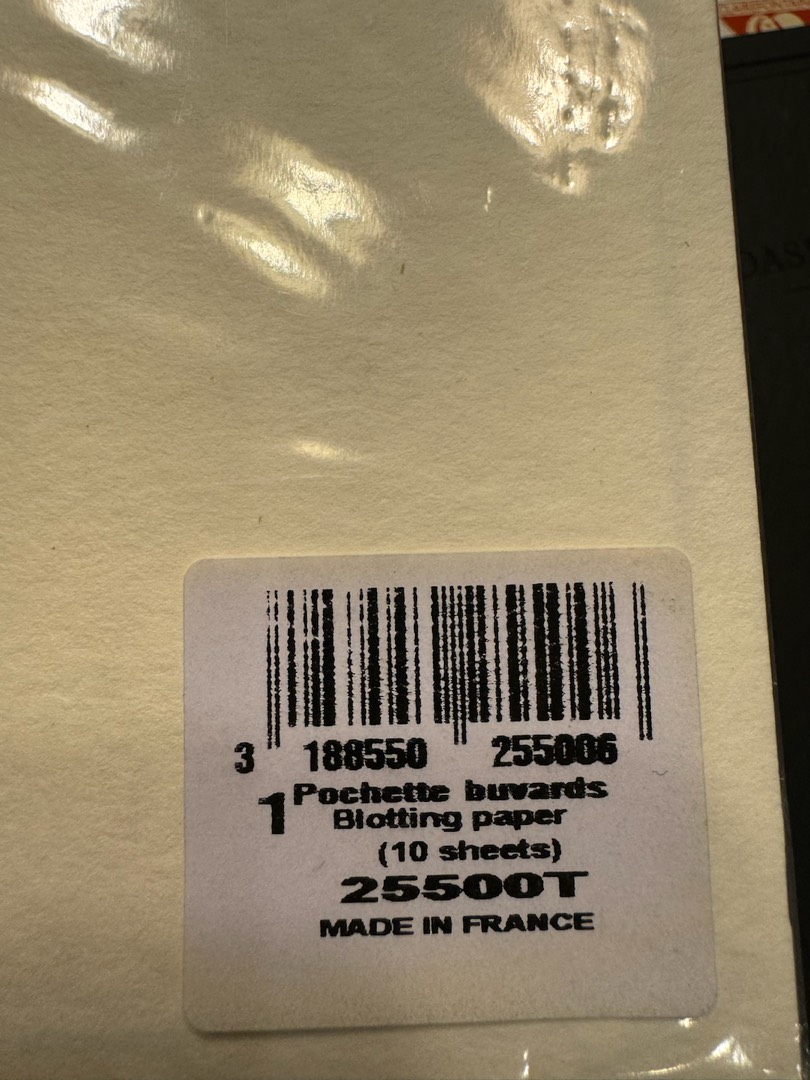 3 188550 255006
1 Pochette buvards
Blotting paper
(10 sheets)
25500T
MADE IN FRANCE